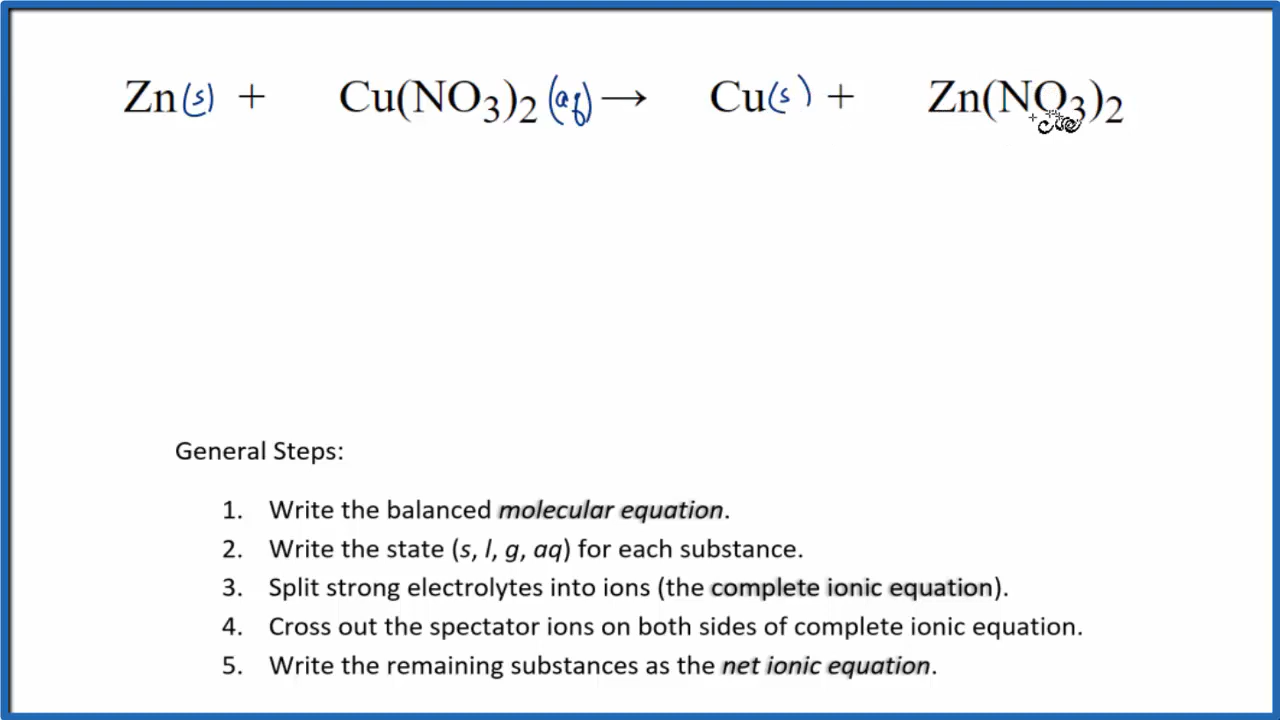 Zn(s) + Cu(NO₃)₂(aq) → Cu(s) + Zn(NO₃)₂
General Steps:
1. Write the balanced molecular equation.
2. Write the state (s, l, g, aq) for each substance.
3. Split strong electrolytes into ions (the complete ionic equation).
4. Cross out the spectator ions on both sides of complete ionic equation.
5. Write the remaining substances as the net ionic equation.